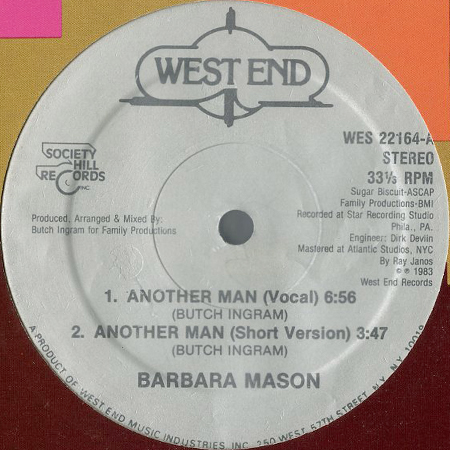 WEST END
WES 22164-A
STEREO
33⅓ RPM
SOCIETY
HILL
RECORDS
INC
Sugar Biscuit-ASCAP
Family Productions-BMI
Recorded at Star Recording Studio
Phila., PA.
Engineer: Dirk Devlin
Mastered at Atlantic Studios, NYC
By Ray Janos
© ℗ 1983
West End Records
Produced, Arranged & Mixed By:
Butch Ingram for Family Productions
1. ANOTHER MAN (Vocal) 6:56
(BUTCH INGRAM)
2. ANOTHER MAN (Short Version) 3:47
(BUTCH INGRAM)
BARBARA MASON
A PRODUCT OF WEST END MUSIC INDUSTRIES INC. 250 WEST 57TH STREET, N.Y. N.Y. 10019